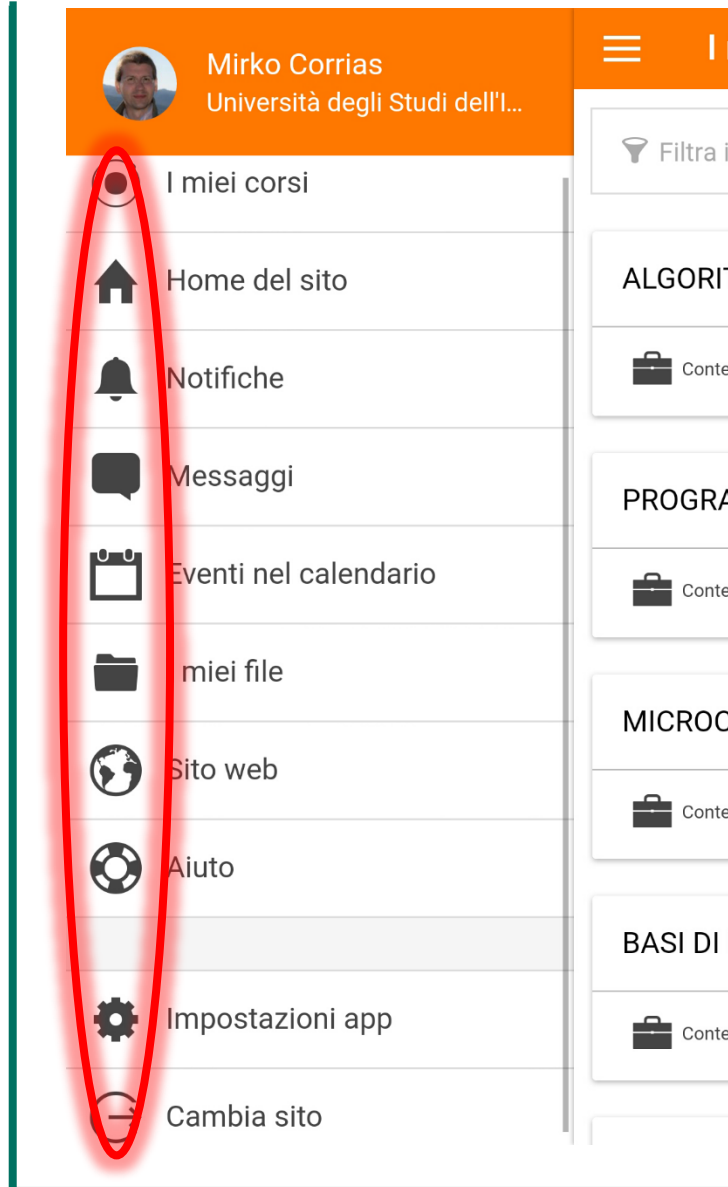 Mirko Corrias
Università degli Studi dell'I...
I miei corsi
Home del sito
Notifiche
Messaggi
Eventi nel calendario
I miei file
Sito web
Aiuto
Impostazioni app
Cambia sito
Filtra i
ALGORIT
Conte
PROGRA
Conte
MICROC
Conte
BASI DI
Conte